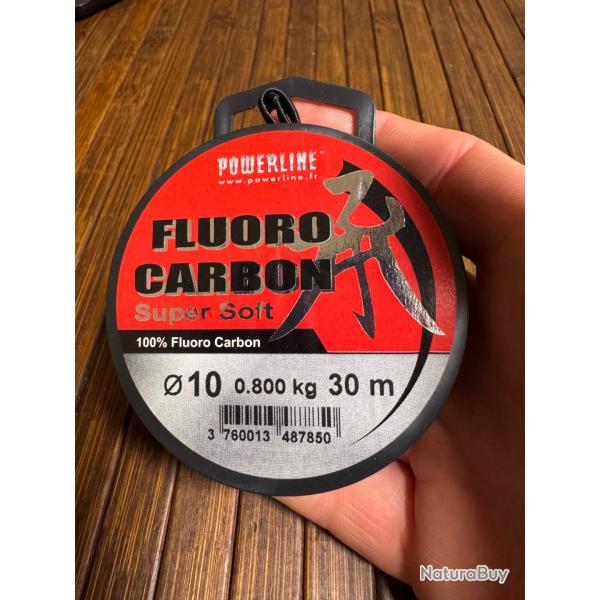 POWERLINE
www.powerline.fr
FLUORO
CARBON
Super Soft
100% Fluoro Carbon
Ø10 0.800 kg 30 m
3 760013 487850
NaturaBuy